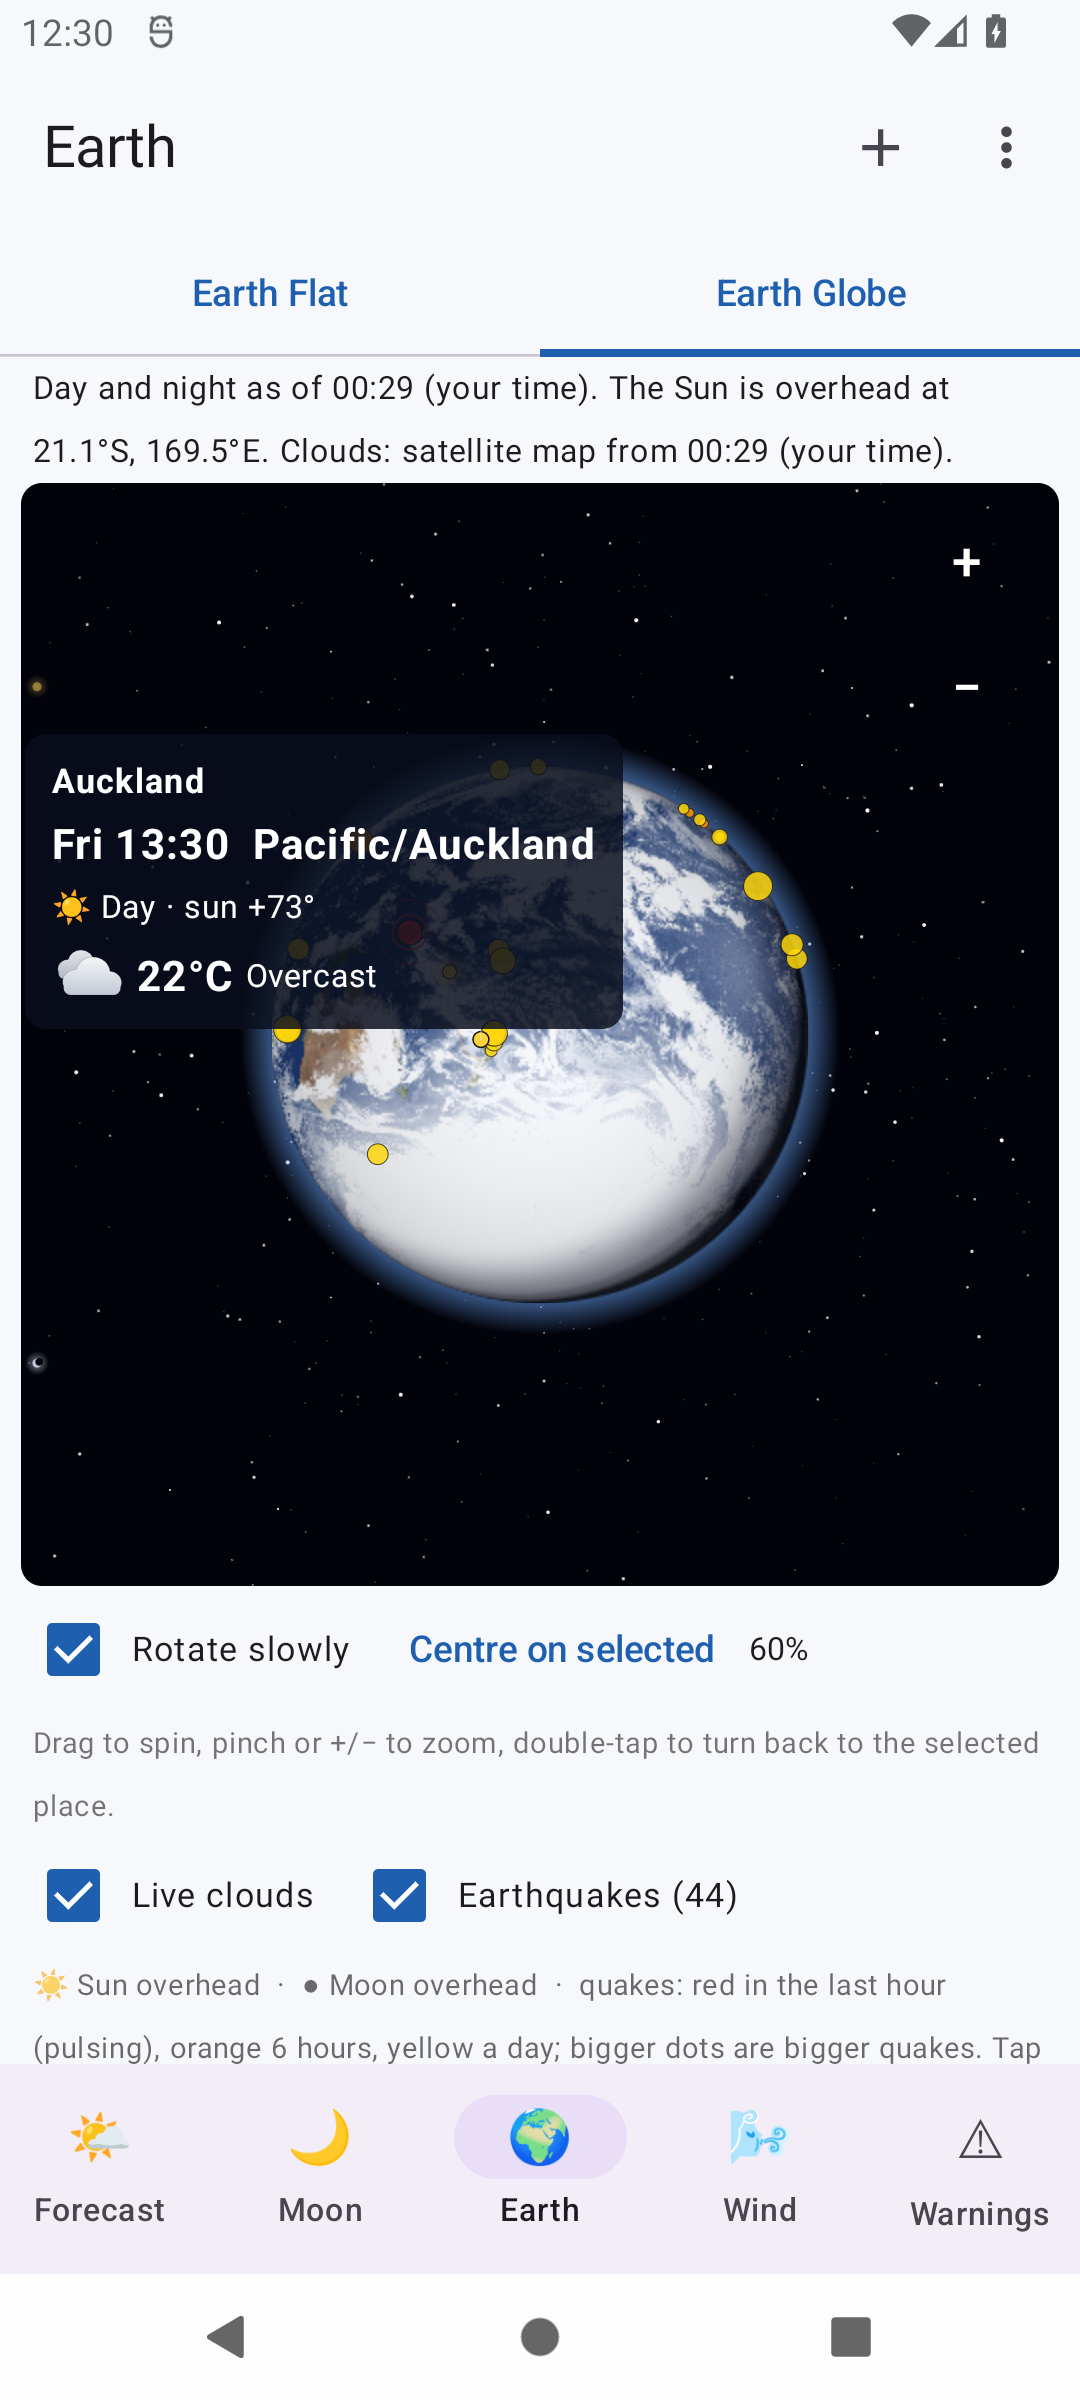 12:30
Earth
Earth Flat
Earth Globe
Day and night as of 00:29 (your time). The Sun is overhead at
21.1°S, 169.5°E. Clouds: satellite map from 00:29 (your time).
+
−
Auckland
Fri 13:30 Pacific/Auckland
☀️ Day · sun +73°
22°C Overcast
Rotate slowly
Centre on selected
60%
Drag to spin, pinch or +/− to zoom, double-tap to turn back to the selected
place.
Live clouds
Earthquakes (44)
☀️ Sun overhead · ● Moon overhead · quakes: red in the last hour
(pulsing), orange 6 hours, yellow a day; bigger dots are bigger quakes. Tap
Forecast
Moon
Earth
Wind
Warnings